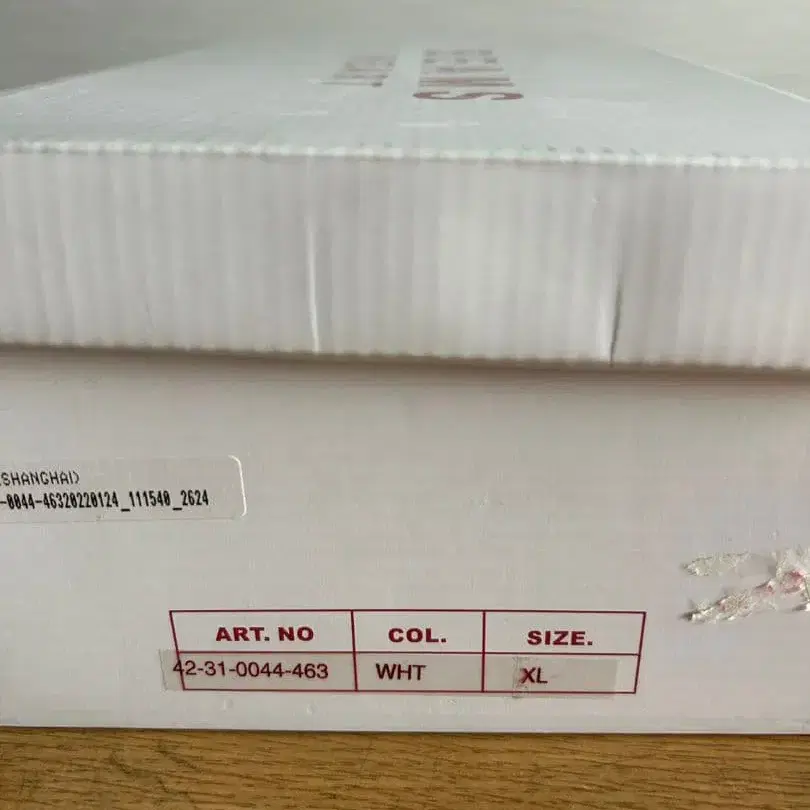 SHANGHAI)
-0044-46320220124_111540_2624
ART. NO COL. SIZE.
42-31-0044-463 WHT XL